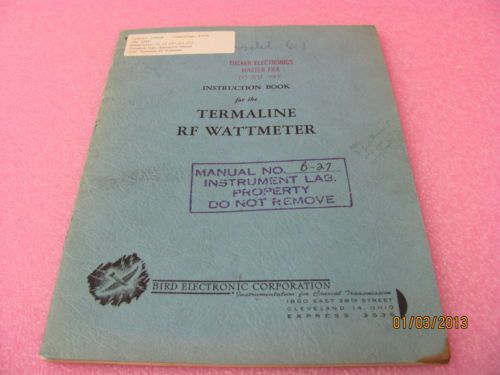 TUCKER ELECTRONICS
MASTER FILE
INSTRUCTION BOOK
for the
TERMALINE
RF WATTMETER
MANUAL NO. B-27
INSTRUMENT LAB.
PROPERTY
DO NOT REMOVE
BIRD ELECTRONIC CORPORATION
Instrumentation for Coaxial Transmission
1800 EAST 38TH STREET
CLEVELAND 14, OHIO
EXPRESS 3535
01/03/2013